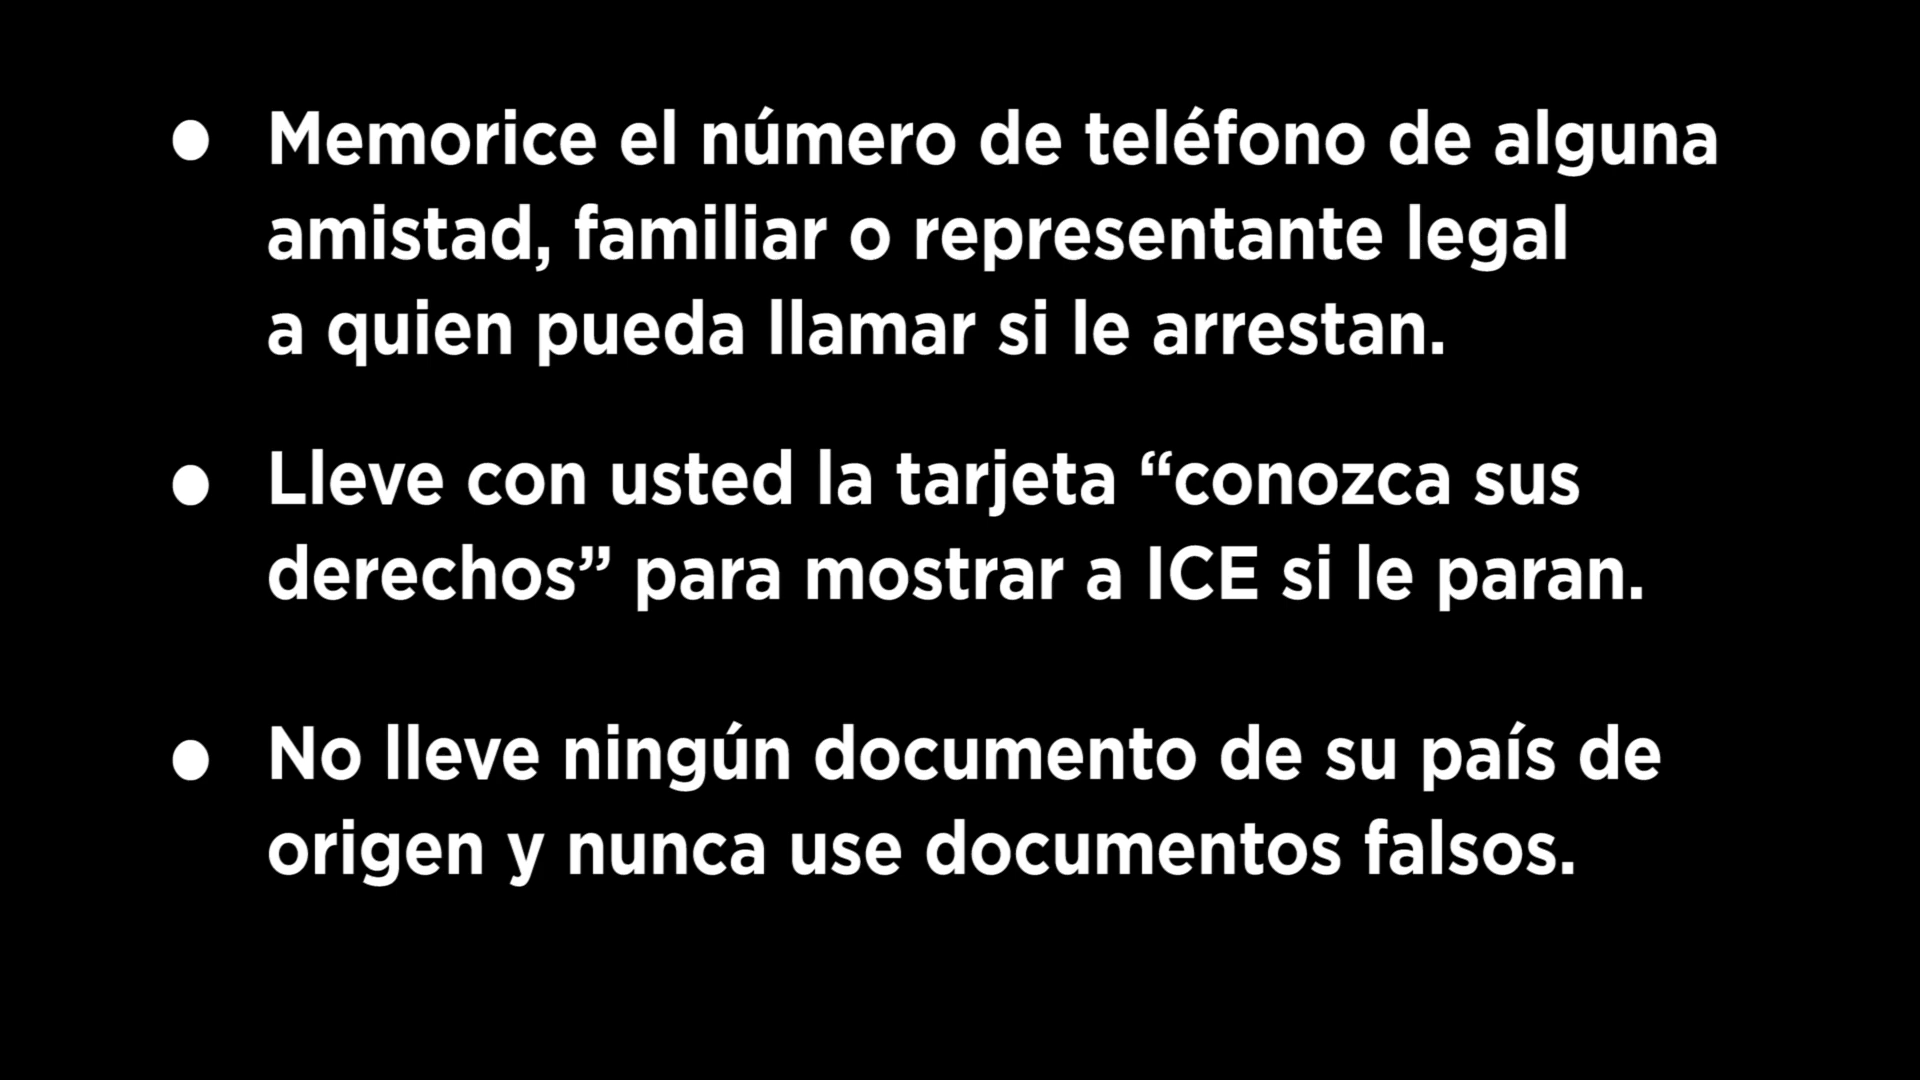 • Memorice el número de teléfono de alguna
amistad, familiar o representante legal
a quien pueda llamar si le arrestan.
• Lleve con usted la tarjeta “conozca sus
derechos” para mostrar a ICE si le paran.
• No lleve ningún documento de su país de
origen y nunca use documentos falsos.